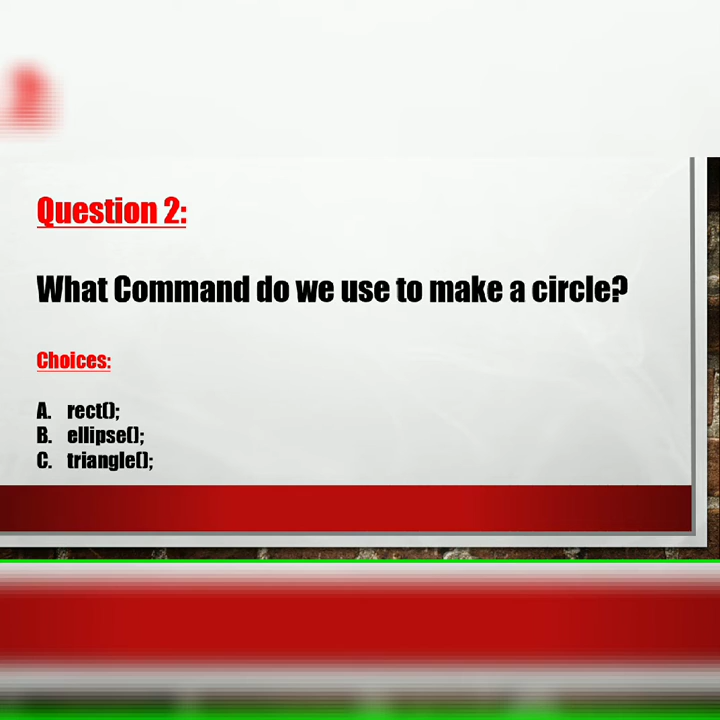 Question 2:
What Command do we use to make a circle?
Choices:
A. rect();
B. ellipse();
C. triangle();